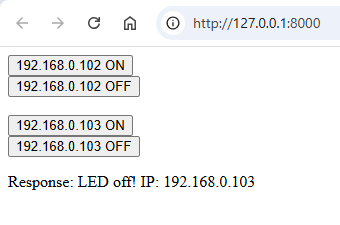 http://127.0.0.1:8000
192.168.0.102 ON
192.168.0.102 OFF
192.168.0.103 ON
192.168.0.103 OFF
Response: LED off! IP: 192.168.0.103